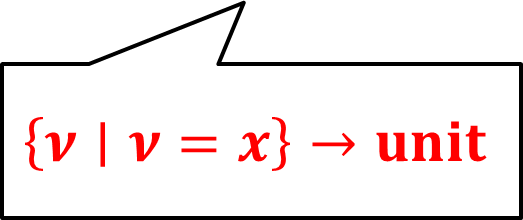 {ν | ν = x} → unit